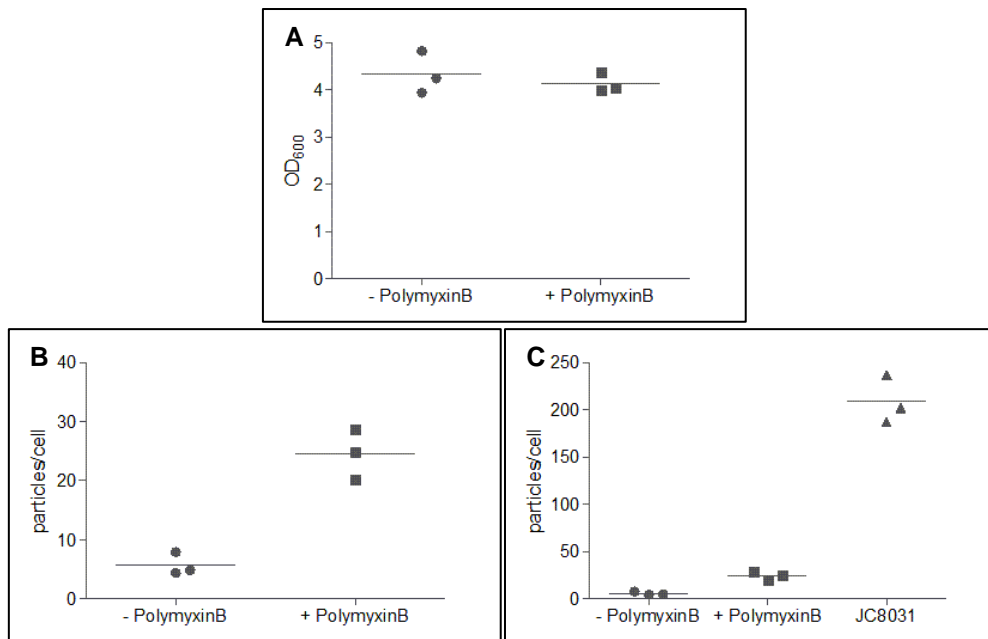 A
5
4
3
2
1
0
OD600
- PolymyxinB + PolymyxinB
B
40
30
20
10
0
particles/cell
- PolymyxinB + PolymyxinB
C
250
200
150
100
50
0
particles/cell
- PolymyxinB + PolymyxinB JC8031